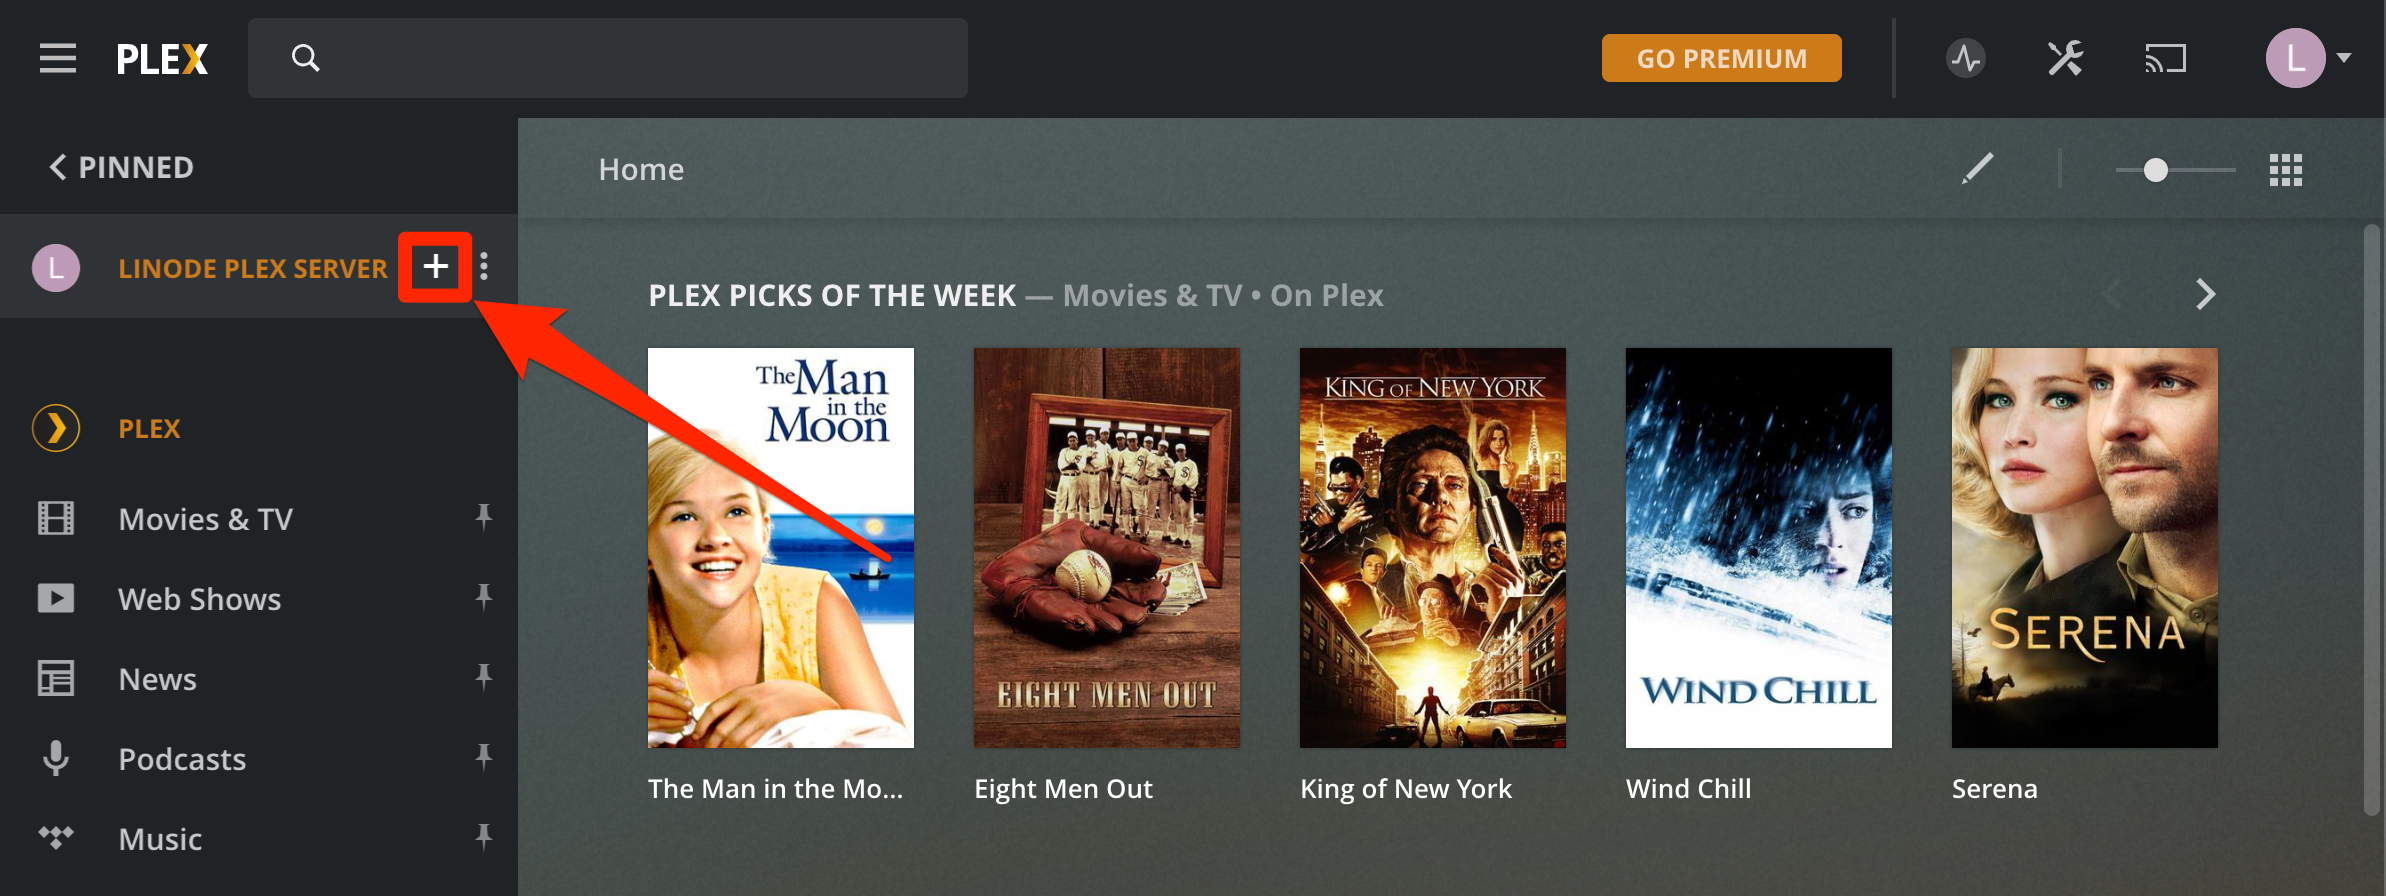 PLEX
GO PREMIUM
L
PINNED
Home
L LINODE PLEX SERVER
PLEX PICKS OF THE WEEK — Movies & TV • On Plex
PLEX
Movies & TV
Web Shows
News
Podcasts
Music
The Man
in the
Moon
EIGHT MEN OUT
KING OF NEW YORK
WIND CHILL
SERENA
The Man in the Mo...
Eight Men Out
King of New York
Wind Chill
Serena